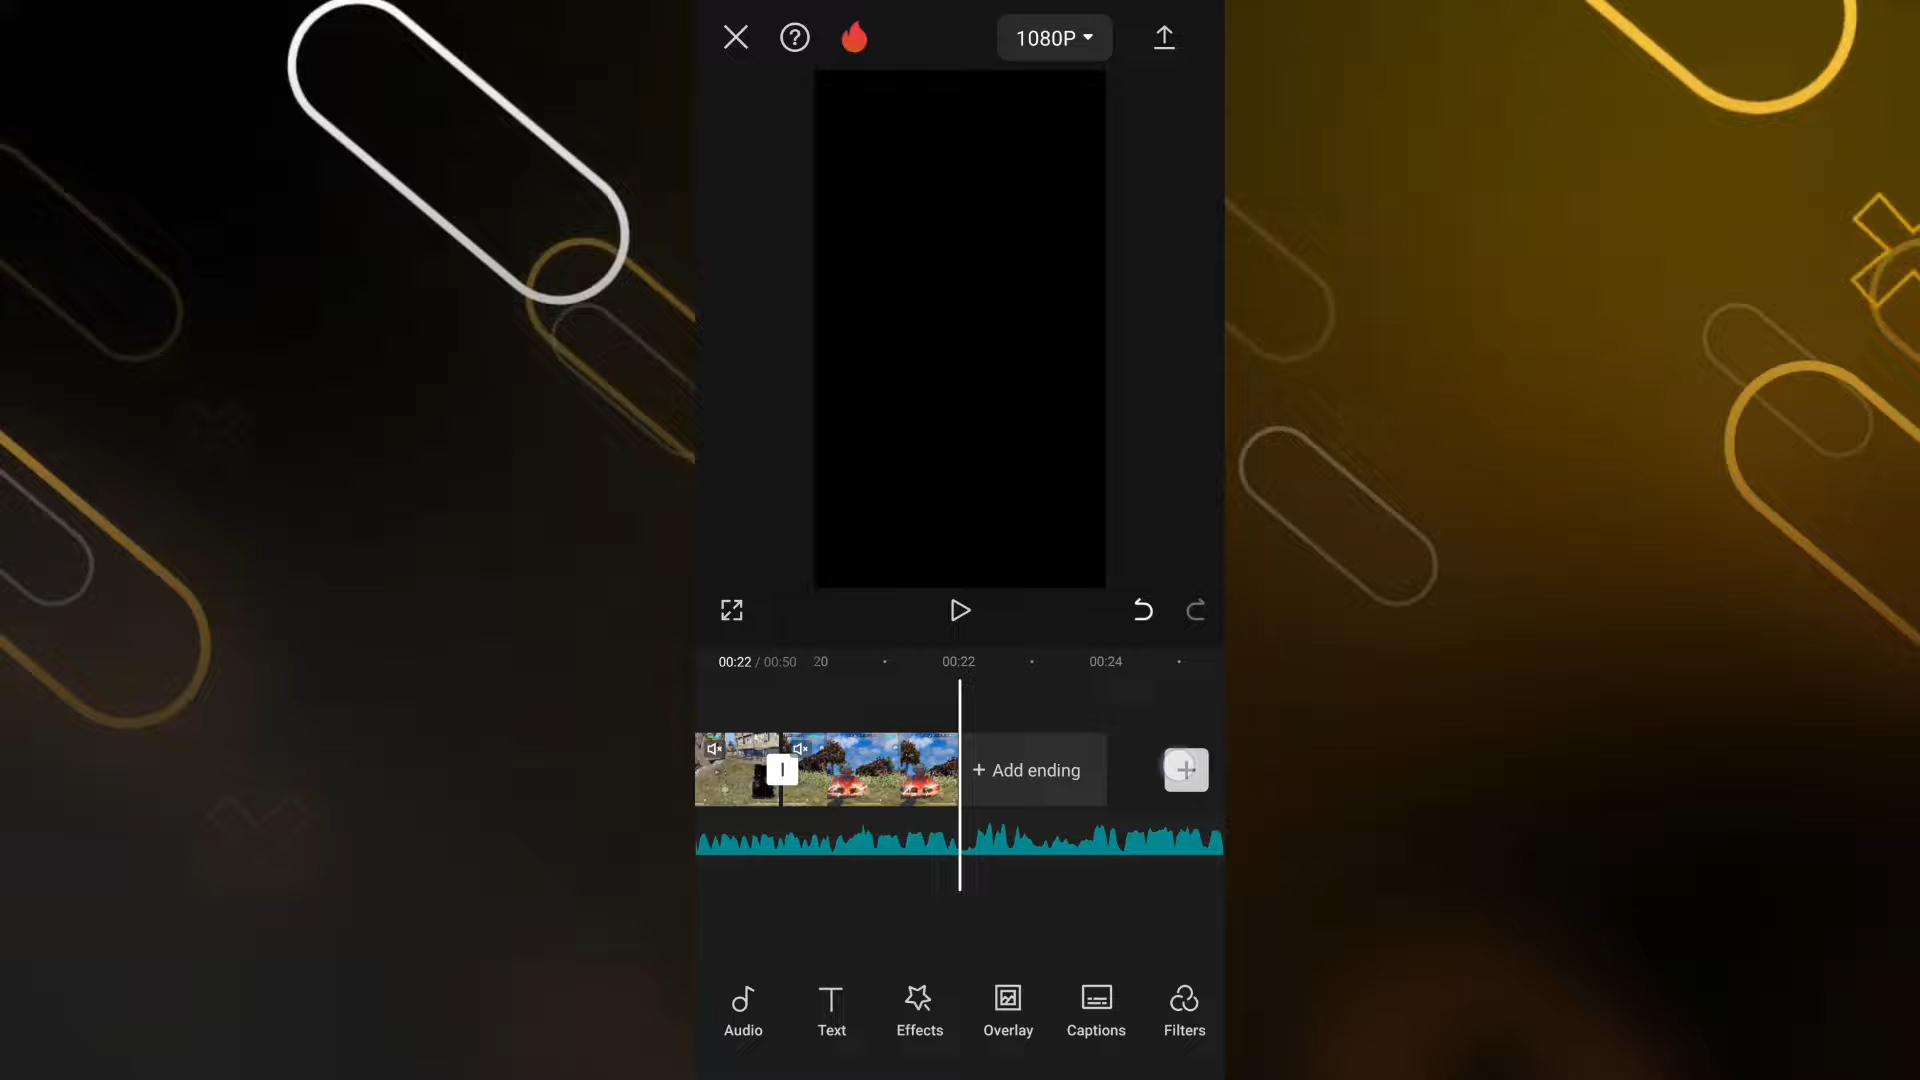 1080P
00:22 / 00:50 20 00:22 00:24
+ Add ending
Audio Text Effects Overlay Captions Filters